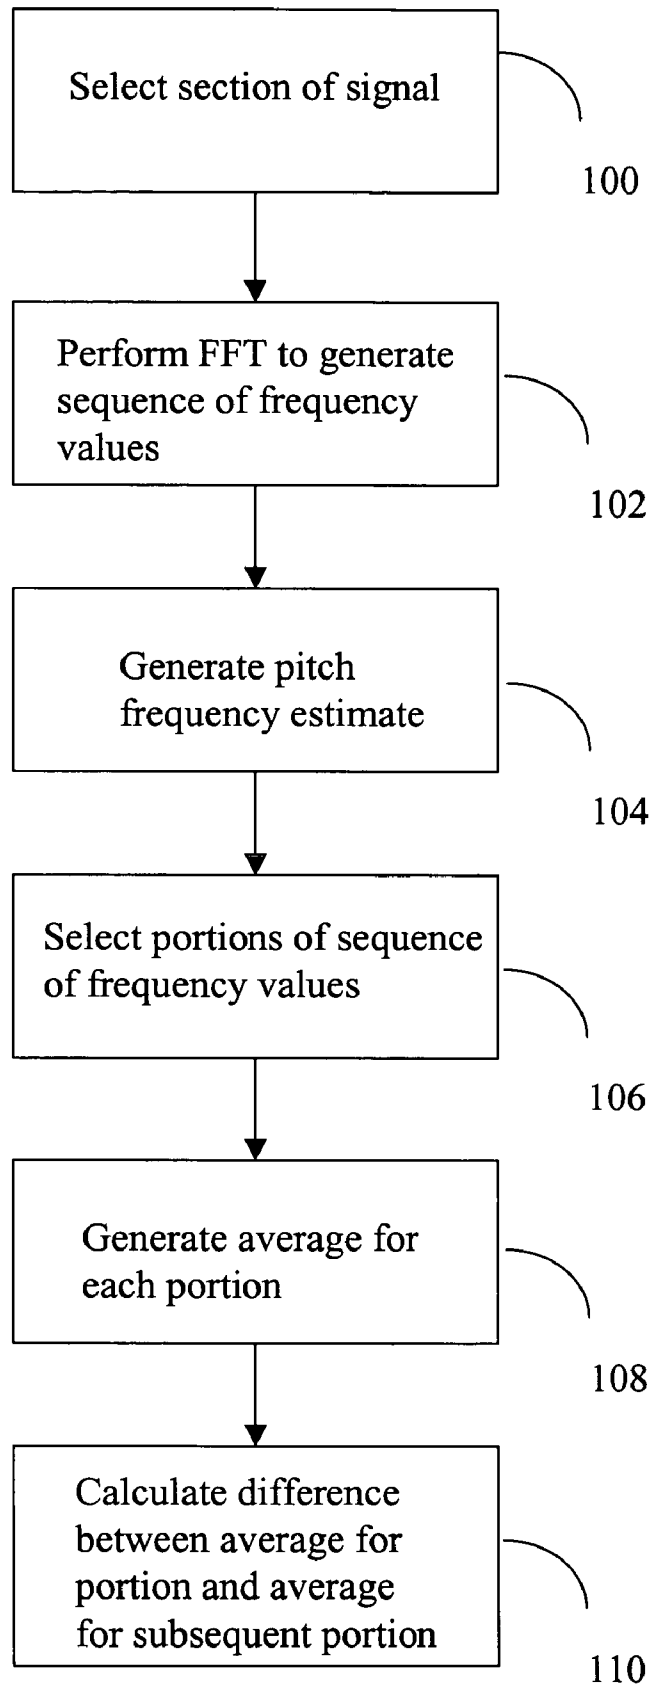 Select section of signal
100
Perform FFT to generate
sequence of frequency
values
102
Generate pitch
frequency estimate
104
Select portions of sequence
of frequency values
106
Generate average for
each portion
108
Calculate difference
between average for
portion and average
for subsequent portion
110